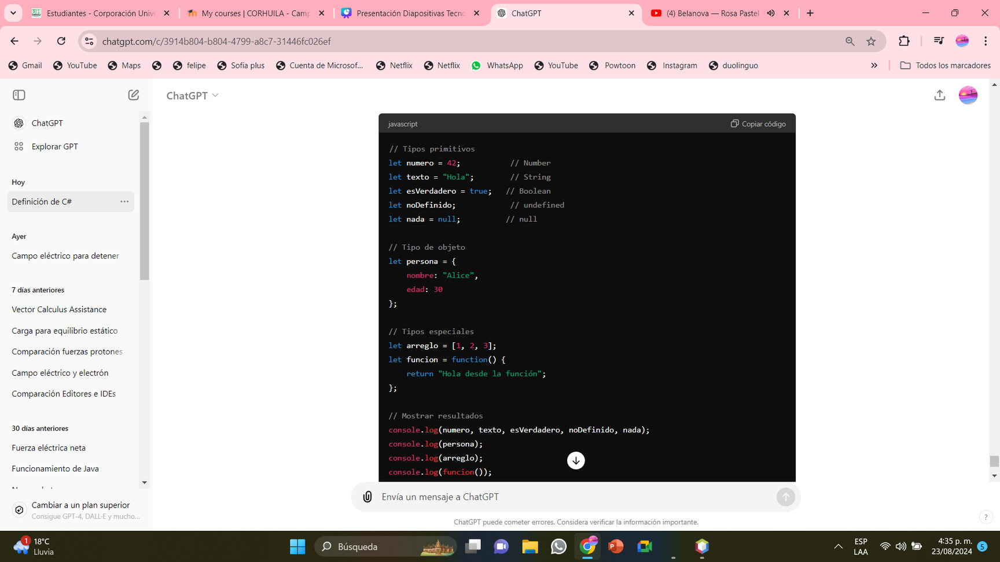 Estudiantes - Corporación Unive
My courses | CORHUILA - Camp
Presentación Diapositivas Tecno
ChatGPT
(4) Belanova — Rosa Pastel
chatgpt.com/c/3914b804-b804-4799-a8c7-31446fc026ef
Gmail
YouTube
Maps
felipe
Sofia plus
Cuenta de Microsof...
Netflix
Netflix
WhatsApp
YouTube
Powtoon
Instagram
duolinguo
Todos los marcadores
ChatGPT
ChatGPT
Explorar GPT
Hoy
Definición de C#
Ayer
Campo eléctrico para detener
7 días anteriores
Vector Calculus Assistance
Carga para equilibrio estático
Comparación fuerzas protones
Campo eléctrico y electrón
Comparación Editores e IDEs
30 días anteriores
Fuerza eléctrica neta
Funcionamiento de Java
Cambiar a un plan superior
Consigue GPT-4, DALL·E y mucho...
javascript
Copiar código
// Tipos primitivos
let numero = 42;           // Number
let texto = "Hola";        // String
let esVerdadero = true;   // Boolean
let noDefinido;            // undefined
let nada = null;          // null
// Tipo de objeto
let persona = {
    nombre: "Alice",
    edad: 30
};
// Tipos especiales
let arreglo = [1, 2, 3];
let funcion = function() {
    return "Hola desde la función";
};
// Mostrar resultados
console.log(numero, texto, esVerdadero, noDefinido, nada);
console.log(persona);
console.log(arreglo);
console.log(funcion());
Envía un mensaje a ChatGPT
ChatGPT puede cometer errores. Considera verificar la información importante.
?
1
18°C
Lluvia
Búsqueda
ESP
LAA
4:35 p. m.
23/08/2024
5